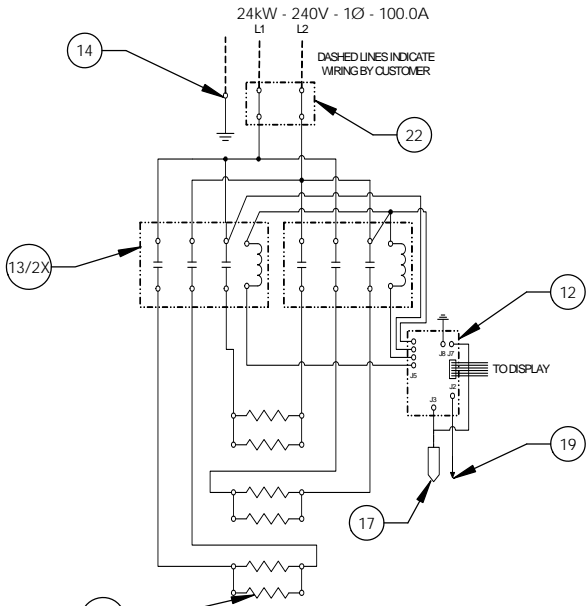 24kW - 240V - 1Ø - 100.0A
L1 L2
14
DASHED LINES INDICATE
WIRING BY CUSTOMER
22
13/2X
12
J8 J7
TO DISPLAY
J5
J2
J3
19
17